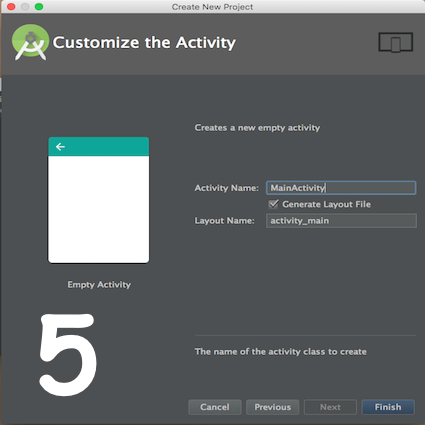 Create New Project
Customize the Activity
Creates a new empty activity
Activity Name: MainActivity
Generate Layout File
Layout Name: activity_main
Empty Activity
5
The name of the activity class to create
Cancel Previous Next Finish